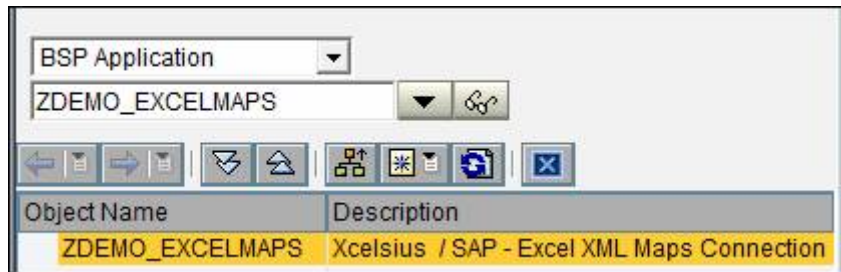 BSP Application
ZDEMO_EXCELMAPS
Object Name Description
ZDEMO_EXCELMAPS Xcelsius / SAP - Excel XML Maps Connection